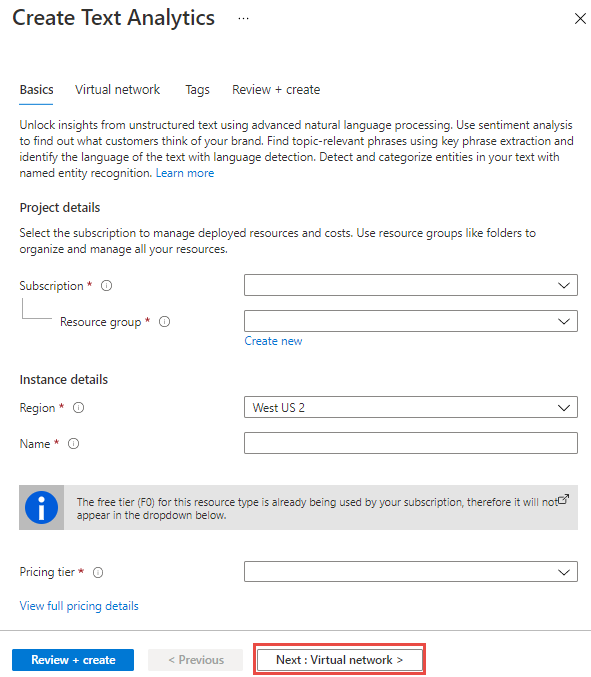 Create Text Analytics ...
Basics Virtual network Tags Review + create
Unlock insights from unstructured text using advanced natural language processing. Use sentiment analysis
to find out what customers think of your brand. Find topic-relevant phrases using key phrase extraction and
identify the language of the text with language detection. Detect and categorize entities in your text with
named entity recognition. Learn more
Project details
Select the subscription to manage deployed resources and costs. Use resource groups like folders to
organize and manage all your resources.
Subscription *
Resource group *
Create new
Instance details
Region * West US 2
Name *
The free tier (F0) for this resource type is already being used by your subscription, therefore it will not
appear in the dropdown below.
Pricing tier *
View full pricing details
Review + create < Previous Next : Virtual network >